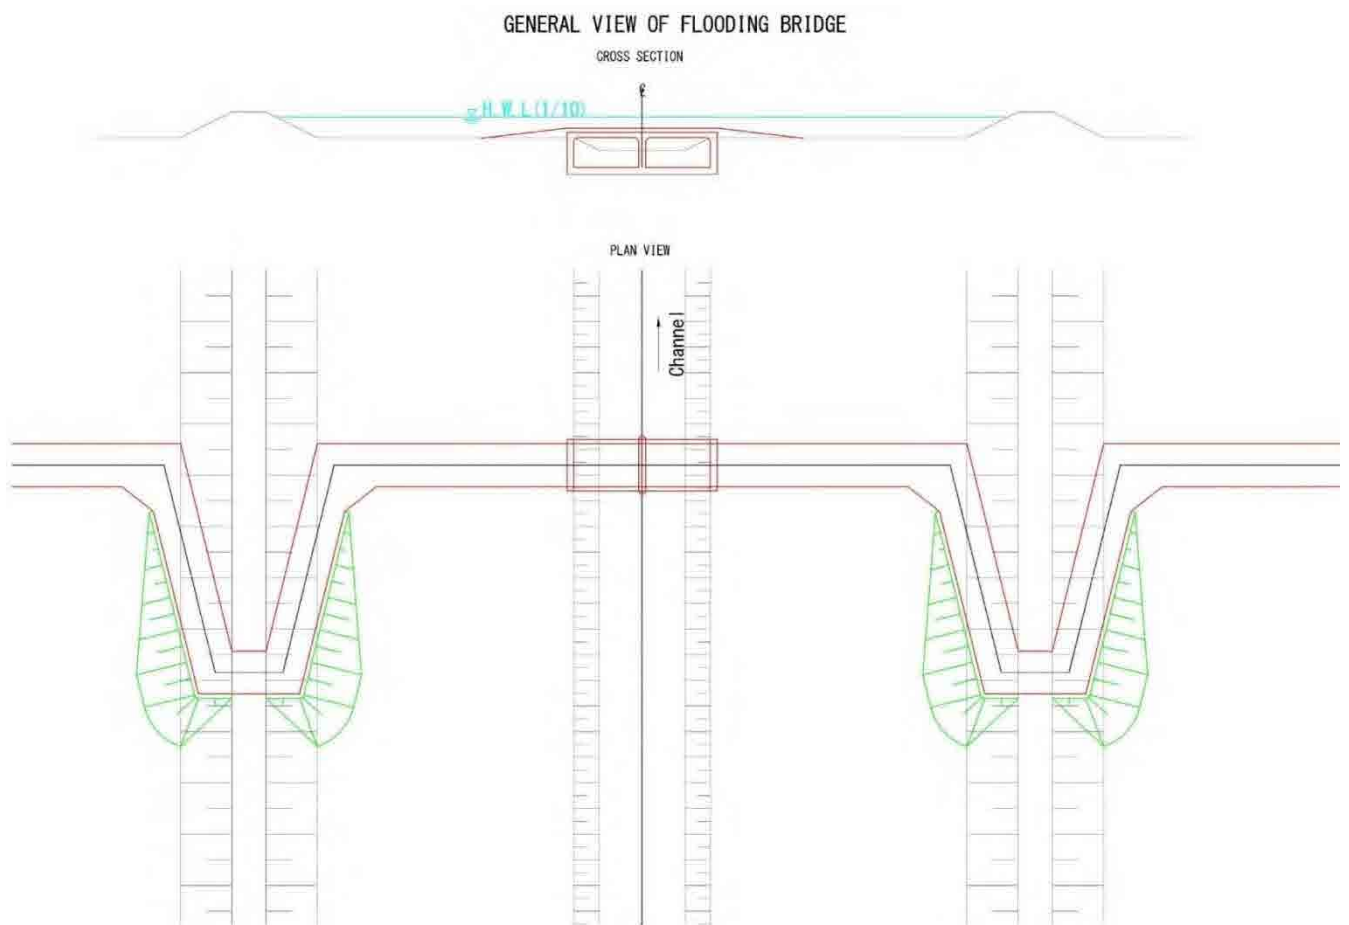 GENERAL VIEW OF FLOODING BRIDGE
CROSS SECTION
℄
H.W.L(1/10)
PLAN VIEW
Channel